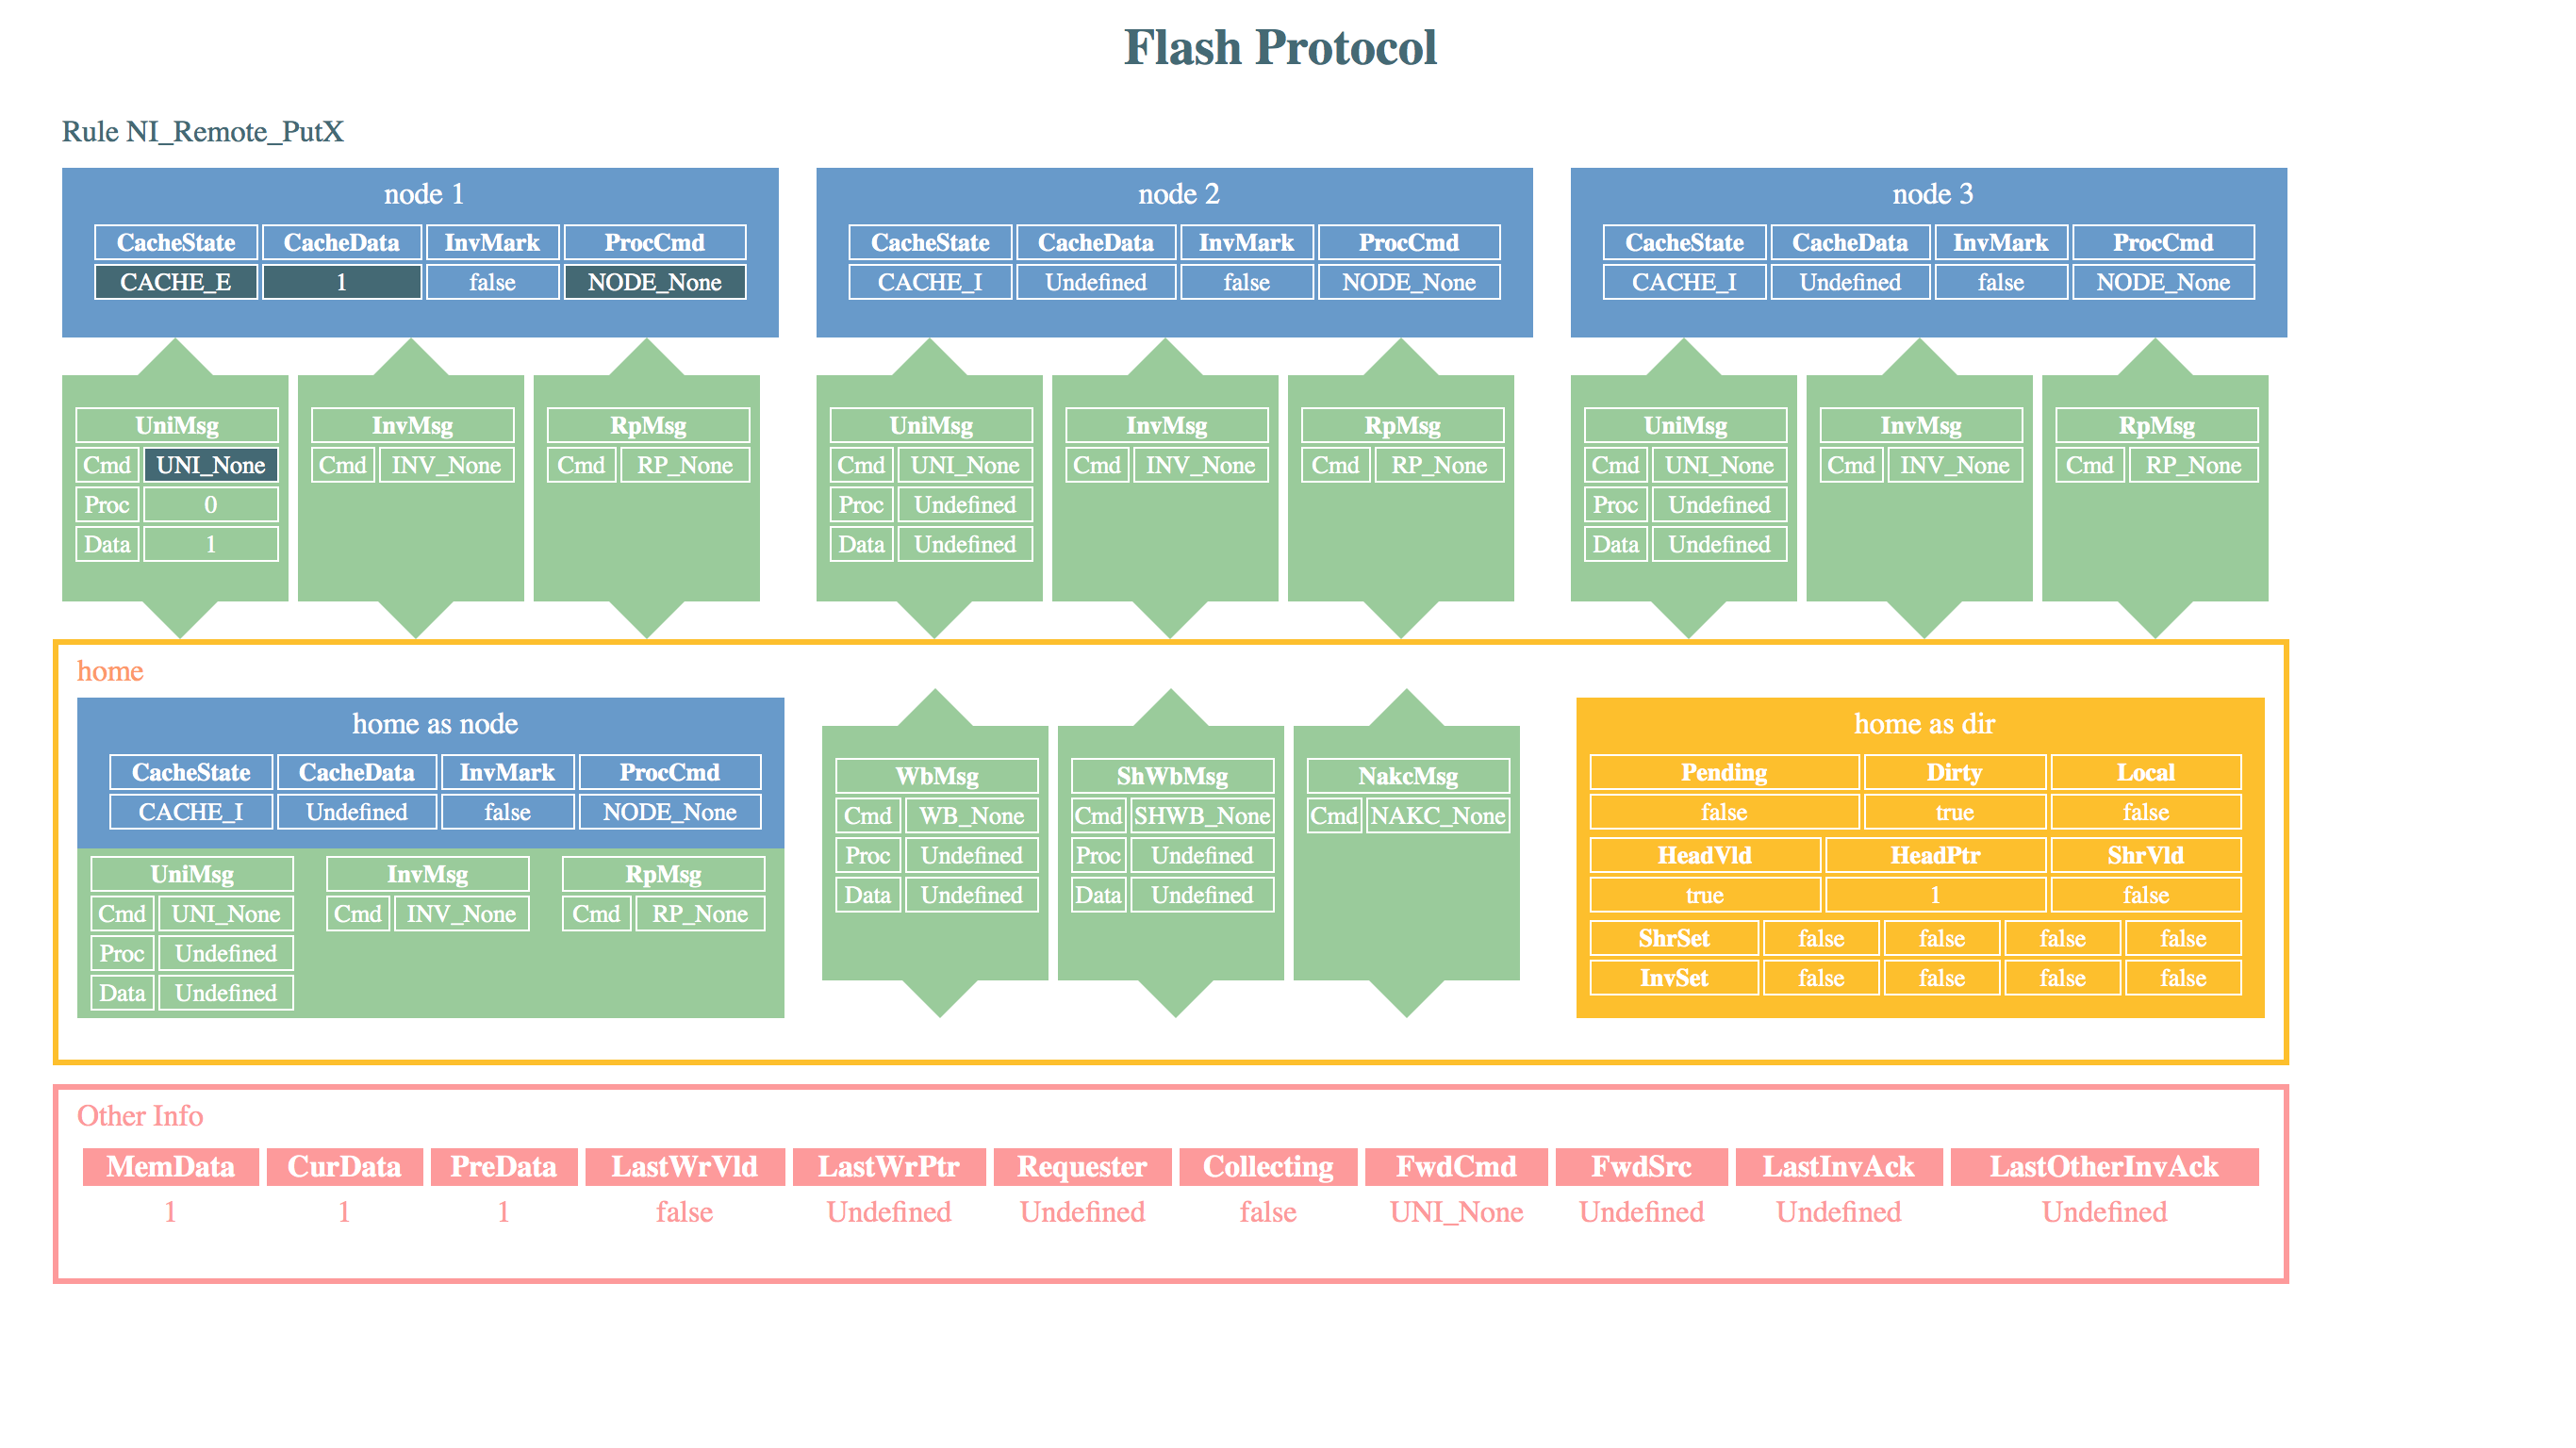 Flash Protocol
Rule NI_Remote_PutX
node 1 node 2 node 3
CacheState CacheData InvMark ProcCmd CacheState CacheData InvMark ProcCmd CacheState CacheData InvMark ProcCmd
CACHE_E 1 false NODE_None CACHE_I Undefined false NODE_None CACHE_I Undefined false NODE_None
UniMsg InvMsg RpMsg UniMsg InvMsg RpMsg UniMsg InvMsg RpMsg
Cmd UNI_None Cmd INV_None Cmd RP_None Cmd UNI_None Cmd INV_None Cmd RP_None Cmd UNI_None Cmd INV_None Cmd RP_None
Proc 0 Proc Undefined Proc Undefined
Data 1 Data Undefined Data Undefined
home
home as node
CacheState CacheData InvMark ProcCmd
CACHE_I Undefined false NODE_None
UniMsg InvMsg RpMsg
Cmd UNI_None Cmd INV_None Cmd RP_None
Proc Undefined
Data Undefined
WbMsg ShWbMsg NakcMsg
Cmd WB_None Cmd SHWB_None Cmd NAKC_None
Proc Undefined Proc Undefined
Data Undefined Data Undefined
home as dir
Pending Dirty Local
false true false
HeadVld HeadPtr ShrVld
true 1 false
ShrSet false false false false
InvSet false false false false
Other Info
MemData CurData PreData LastWrVld LastWrPtr Requester Collecting FwdCmd FwdSrc LastInvAck LastOtherInvAck
1 1 1 false Undefined Undefined false UNI_None Undefined Undefined Undefined